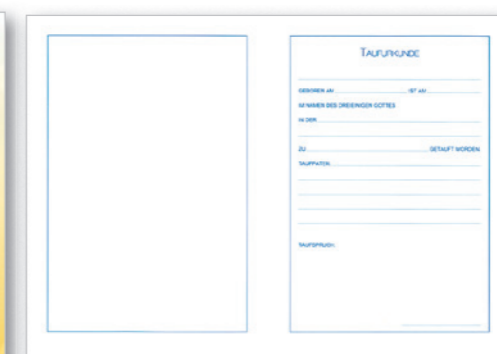 TAUFURKUNDE
GEBOREN AM IST AM
IM NAMEN DES DREIEINIGEN GOTTES
IN DER
ZU GETAUFT WORDEN.
TAUFPATEN:
TAUFSPRUCH: